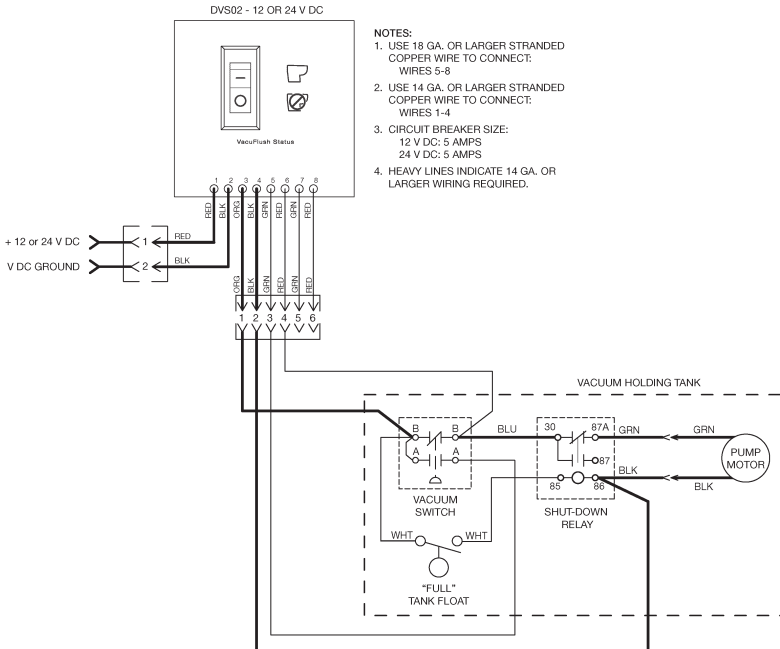 DVS02 - 12 OR 24 V DC
VacuFlush Status
1 2 3 4 5 6 7 8
RED BLK ORG BLK GRN RED GRN RED
NOTES:
1. USE 18 GA. OR LARGER STRANDED
COPPER WIRE TO CONNECT:
WIRES 5-8
2. USE 14 GA. OR LARGER STRANDED
COPPER WIRE TO CONNECT:
WIRES 1-4
3. CIRCUIT BREAKER SIZE:
12 V DC: 5 AMPS
24 V DC: 5 AMPS
4. HEAVY LINES INDICATE 14 GA. OR
LARGER WIRING REQUIRED.
+ 12 or 24 V DC
1
RED
V DC GROUND
2
BLK
ORG BLK GRN RED GRN RED
1 2 3 4 5 6
VACUUM HOLDING TANK
B B
BLU
30 87A
GRN
GRN
A A
87
PUMP
MOTOR
BLK
85 86
BLK
VACUUM
SWITCH
SHUT-DOWN
RELAY
WHT
WHT
"FULL"
TANK FLOAT